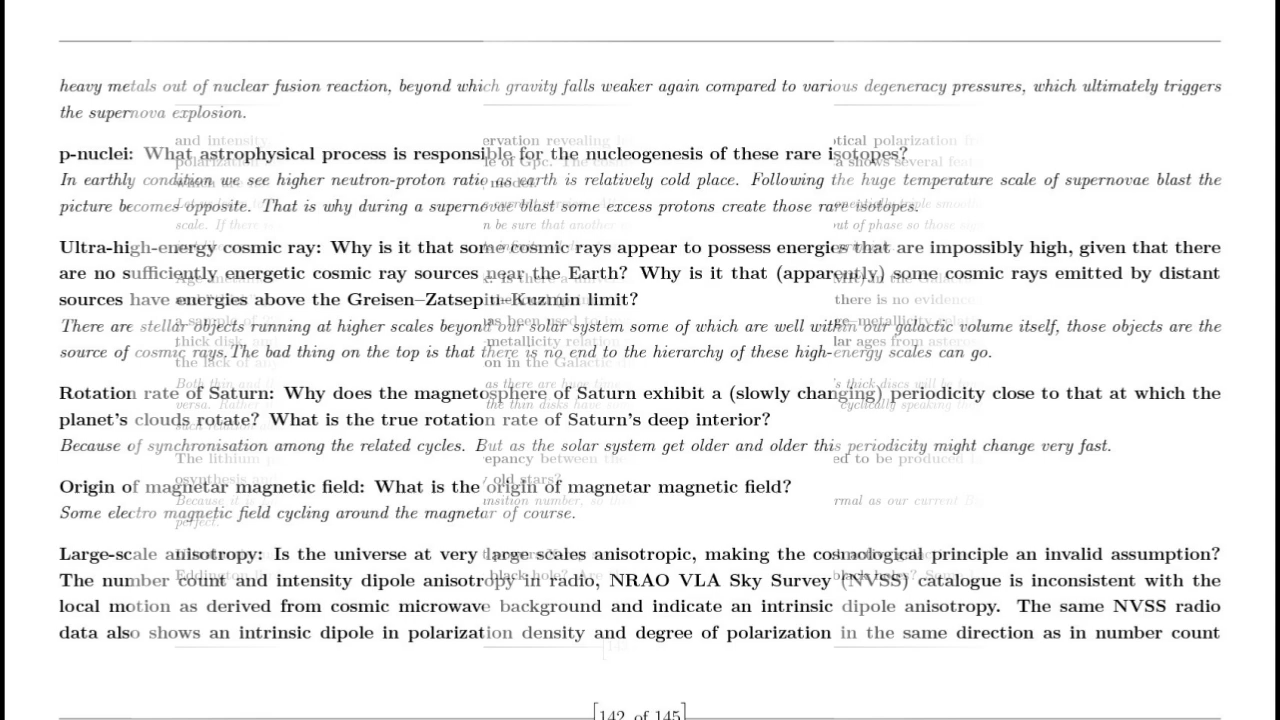 heavy metals out of nuclear fusion reaction, beyond which gravity falls weaker again compared to various degeneracy pressures, which ultimately triggers
the supernova explosion.
p-nuclei: What astrophysical process is responsible for the nucleogenesis of these rare isotopes?
In earthly condition we see higher neutron-proton ratio as earth is relatively cold place. Following the huge temperature scale of supernovae blast the
picture becomes opposite. That is why during a supernovae blast some excess protons create those rare isotopes.
Ultra-high-energy cosmic ray: Why is it that some cosmic rays appear to possess energies that are impossibly high, given that there
are no sufficiently energetic cosmic ray sources near the Earth? Why is it that (apparently) some cosmic rays emitted by distant
sources have energies above the Greisen–Zatsepin–Kuzmin limit?
There are stellar objects running at higher scales beyond our solar system some of which are well within our galactic volume itself, those objects are the
source of cosmic rays.The bad thing on the top is that there is no end to the hierarchy of these high-energy scales can go.
Rotation rate of Saturn: Why does the magnetosphere of Saturn exhibit a (slowly changing) periodicity close to that at which the
planet's clouds rotate? What is the true rotation rate of Saturn's deep interior?
Because of synchronisation among the related cycles. But as the solar system get older and older this periodicity might change very fast.
Origin of magnetar magnetic field: What is the origin of magnetar magnetic field?
Some electro magnetic field cycling around the magnetar of course.
Large-scale anisotropy: Is the universe at very large scales anisotropic, making the cosmological principle an invalid assumption?
The number count and intensity dipole anisotropy in radio, NRAO VLA Sky Survey (NVSS) catalogue is inconsistent with the
local motion as derived from cosmic microwave background and indicate an intrinsic dipole anisotropy. The same NVSS radio
data also shows an intrinsic dipole in polarization density and degree of polarization in the same direction as in number count
[142 of 145]